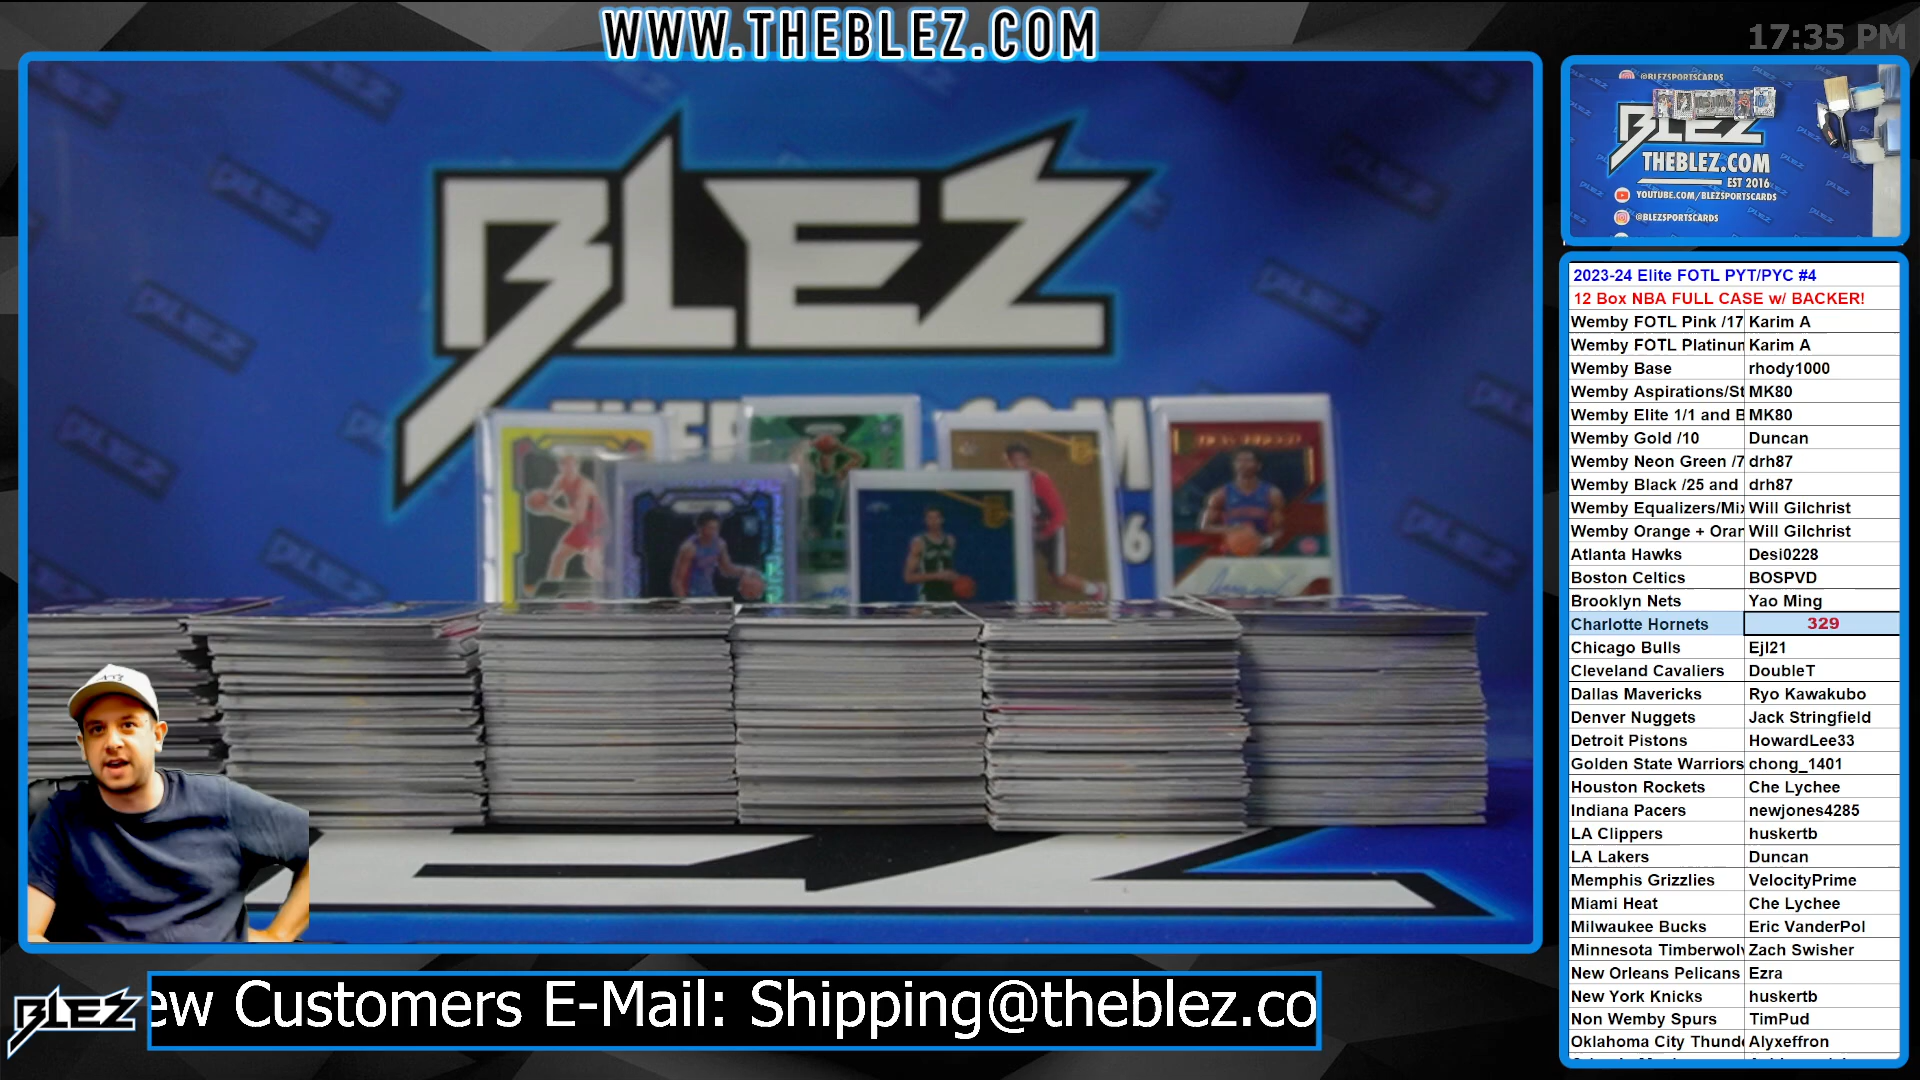 WWW.THEBLEZ.COM
17:35 PM
BLEZ
@BLEZSPORTSCARDS
BLEZ
THEBLEZ.COM
EST 2016
YOUTUBE.COM/BLEZSPORTSCARDS
@BLEZSPORTSCARDS
2023-24 Elite FOTL PYT/PYC #4
12 Box NBA FULL CASE w/ BACKER!
Wemby FOTL Pink /17 Karim A
Wemby FOTL Platinum Karim A
Wemby Base rhody1000
Wemby Aspirations/St MK80
Wemby Elite 1/1 and B MK80
Wemby Gold /10 Duncan
Wemby Neon Green /7 drh87
Wemby Black /25 and drh87
Wemby Equalizers/Mix Will Gilchrist
Wemby Orange + Oran Will Gilchrist
Atlanta Hawks Desi0228
Boston Celtics BOSPVD
Brooklyn Nets Yao Ming
Charlotte Hornets 329
Chicago Bulls Ejl21
Cleveland Cavaliers DoubleT
Dallas Mavericks Ryo Kawakubo
Denver Nuggets Jack Stringfield
Detroit Pistons HowardLee33
Golden State Warriors chong_1401
Houston Rockets Che Lychee
Indiana Pacers newjones4285
LA Clippers huskertb
LA Lakers Duncan
Memphis Grizzlies VelocityPrime
Miami Heat Che Lychee
Milwaukee Bucks Eric VanderPol
Minnesota Timberwolv Zach Swisher
New Orleans Pelicans Ezra
New York Knicks huskertb
Non Wemby Spurs TimPud
Oklahoma City Thunde Alyxeffron
BLEZ
ew Customers E-Mail: Shipping@theblez.co